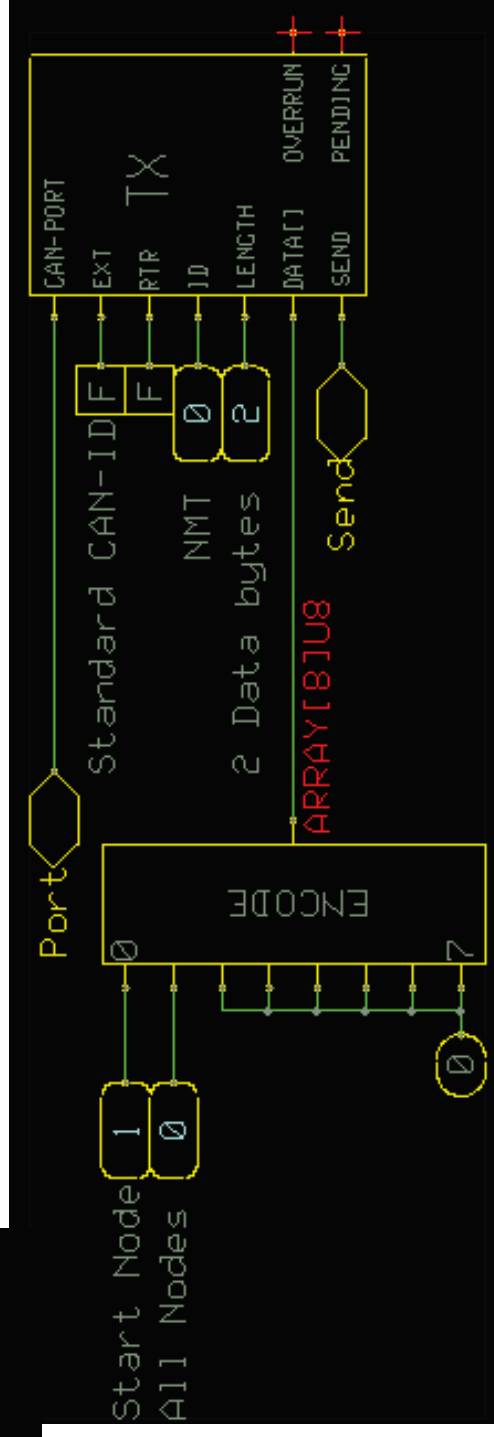 Port CAN-PORT
Standard CAN-ID F EXT
Start Node 1 0
F RTR TX
All Nodes 0
NMT 0 ID
2 Data bytes 2 LENGTH
ENCODE
DATA[] OVERRUN
ARRAY[8]U8
Send SEND PENDING
0 7